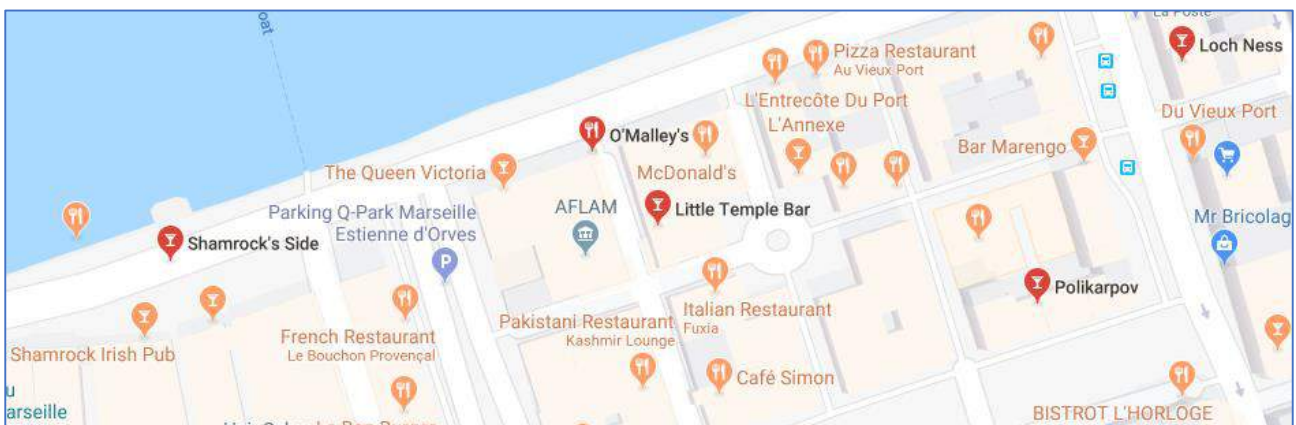 La Poste
Loch Ness
Pizza Restaurant
Au Vieux Port
L'Entrecôte Du Port
L'Annexe
Du Vieux Port
O'Malley's
McDonald's
Bar Marengo
The Queen Victoria
Parking Q-Park Marseille
Estienne d'Orves
AFLAM
Little Temple Bar
Mr Bricolag
Shamrock's Side
P
Polikarpov
Italian Restaurant
Fuxia
Pakistani Restaurant
Kashmir Lounge
French Restaurant
Le Bouchon Provençal
Shamrock Irish Pub
Café Simon
u
arseille
BISTROT L'HORLOGE